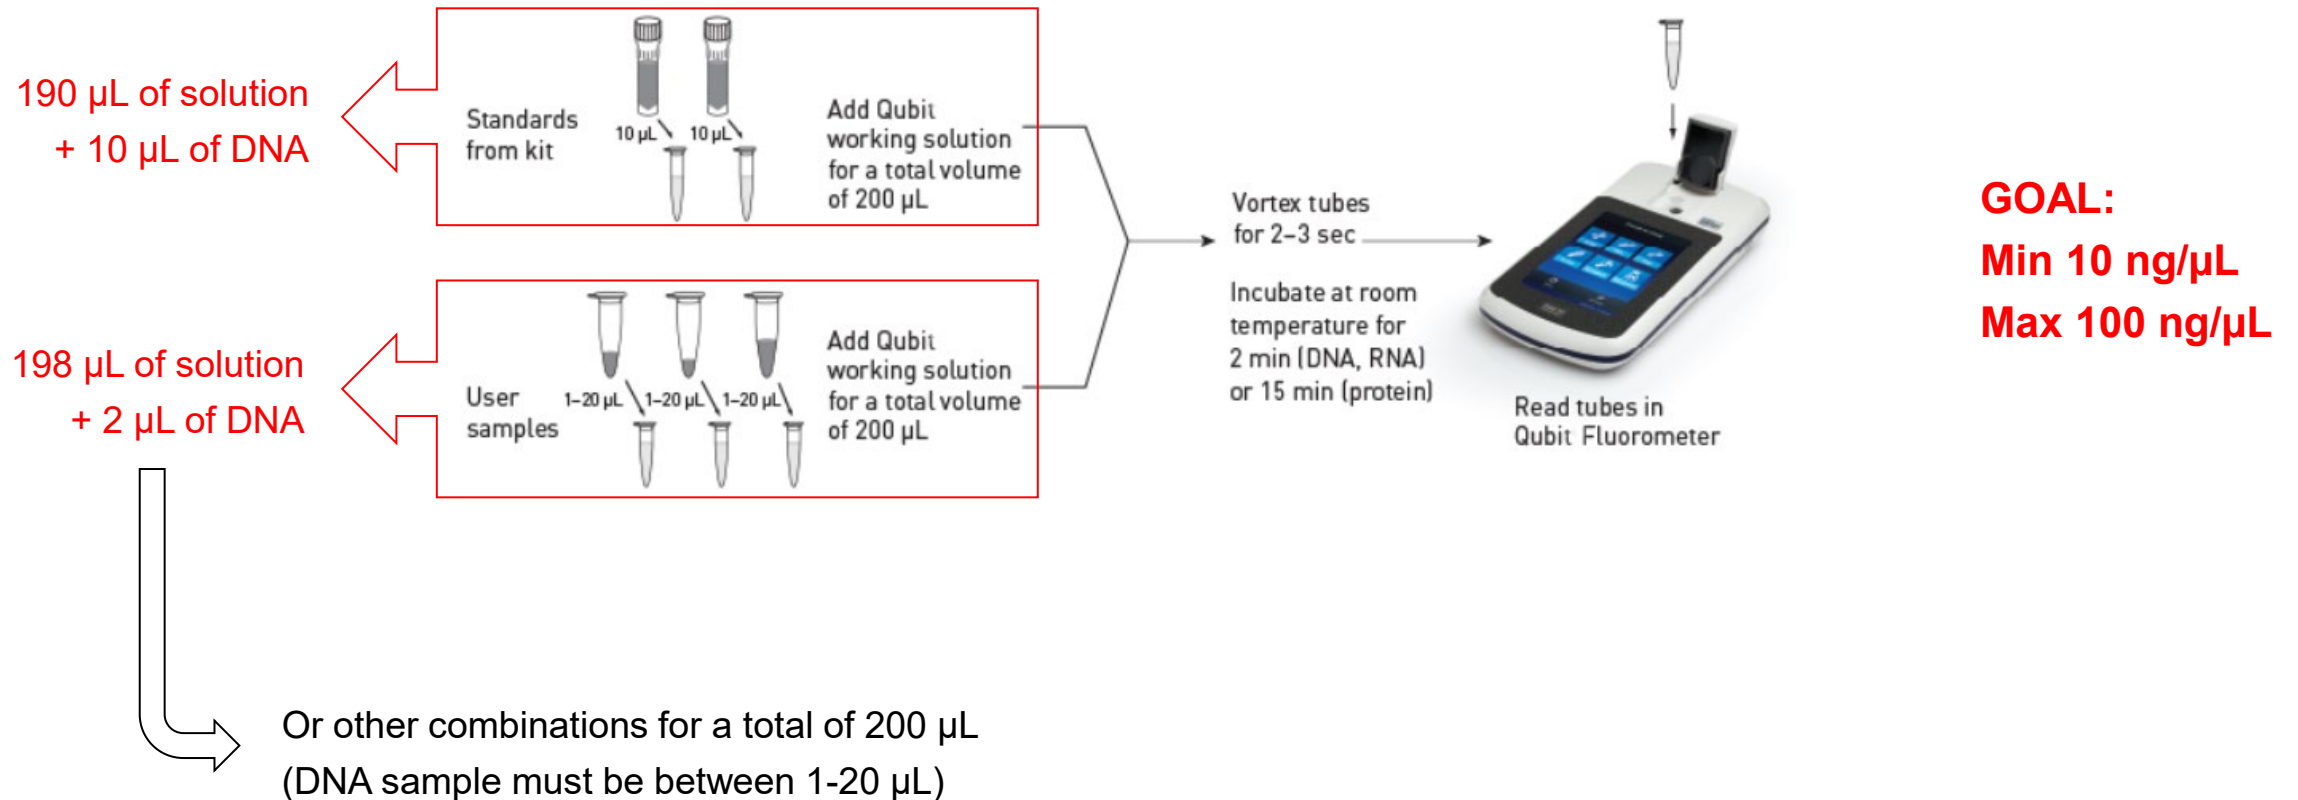 190 µL of solution
+ 10 µL of DNA
Standards
from kit
10 µL
10 µL
Add Qubit
working solution
for a total volume
of 200 µL
198 µL of solution
+ 2 µL of DNA
User
samples
1–20 µL
1–20 µL
1–20 µL
Add Qubit
working solution
for a total volume
of 200 µL
Vortex tubes
for 2–3 sec
Incubate at room
temperature for
2 min (DNA, RNA)
or 15 min (protein)
Read tubes in
Qubit Fluorometer
GOAL:
Min 10 ng/µL
Max 100 ng/µL
Or other combinations for a total of 200 µL
(DNA sample must be between 1-20 µL)